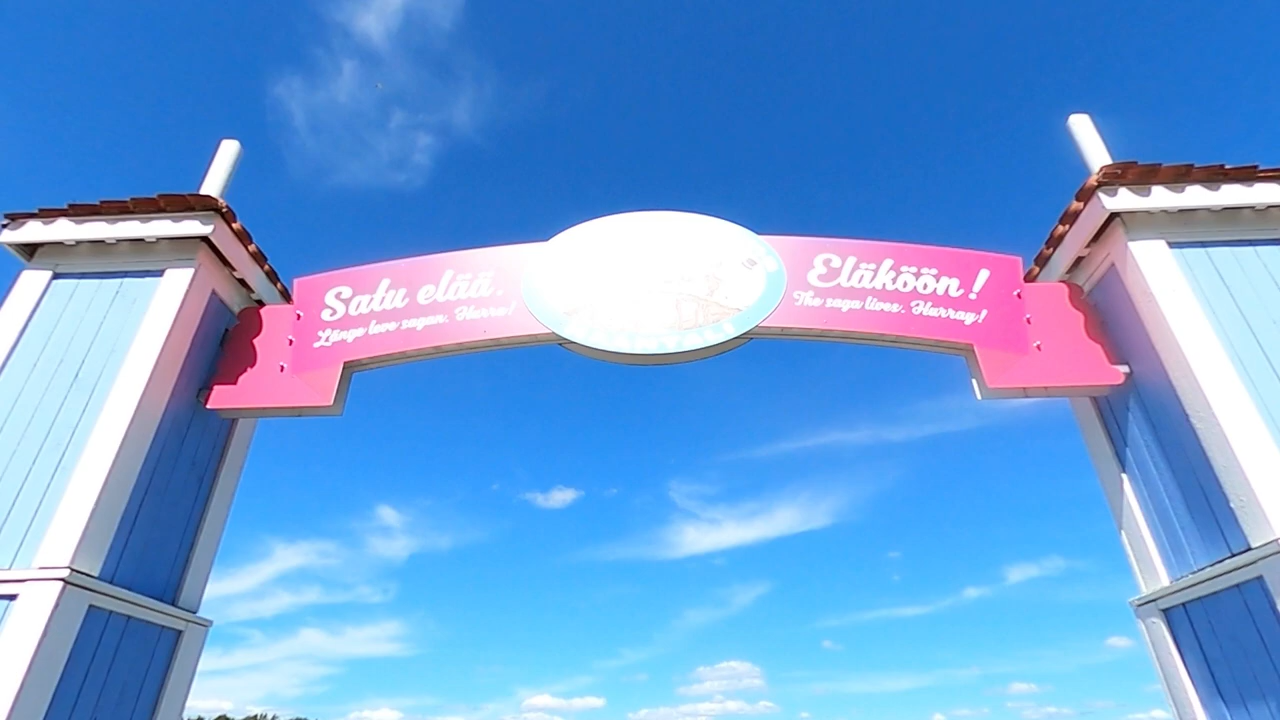 Satu elää.
Länge leve sagan. Hurra!
Eläköön!
The saga lives. Hurray!